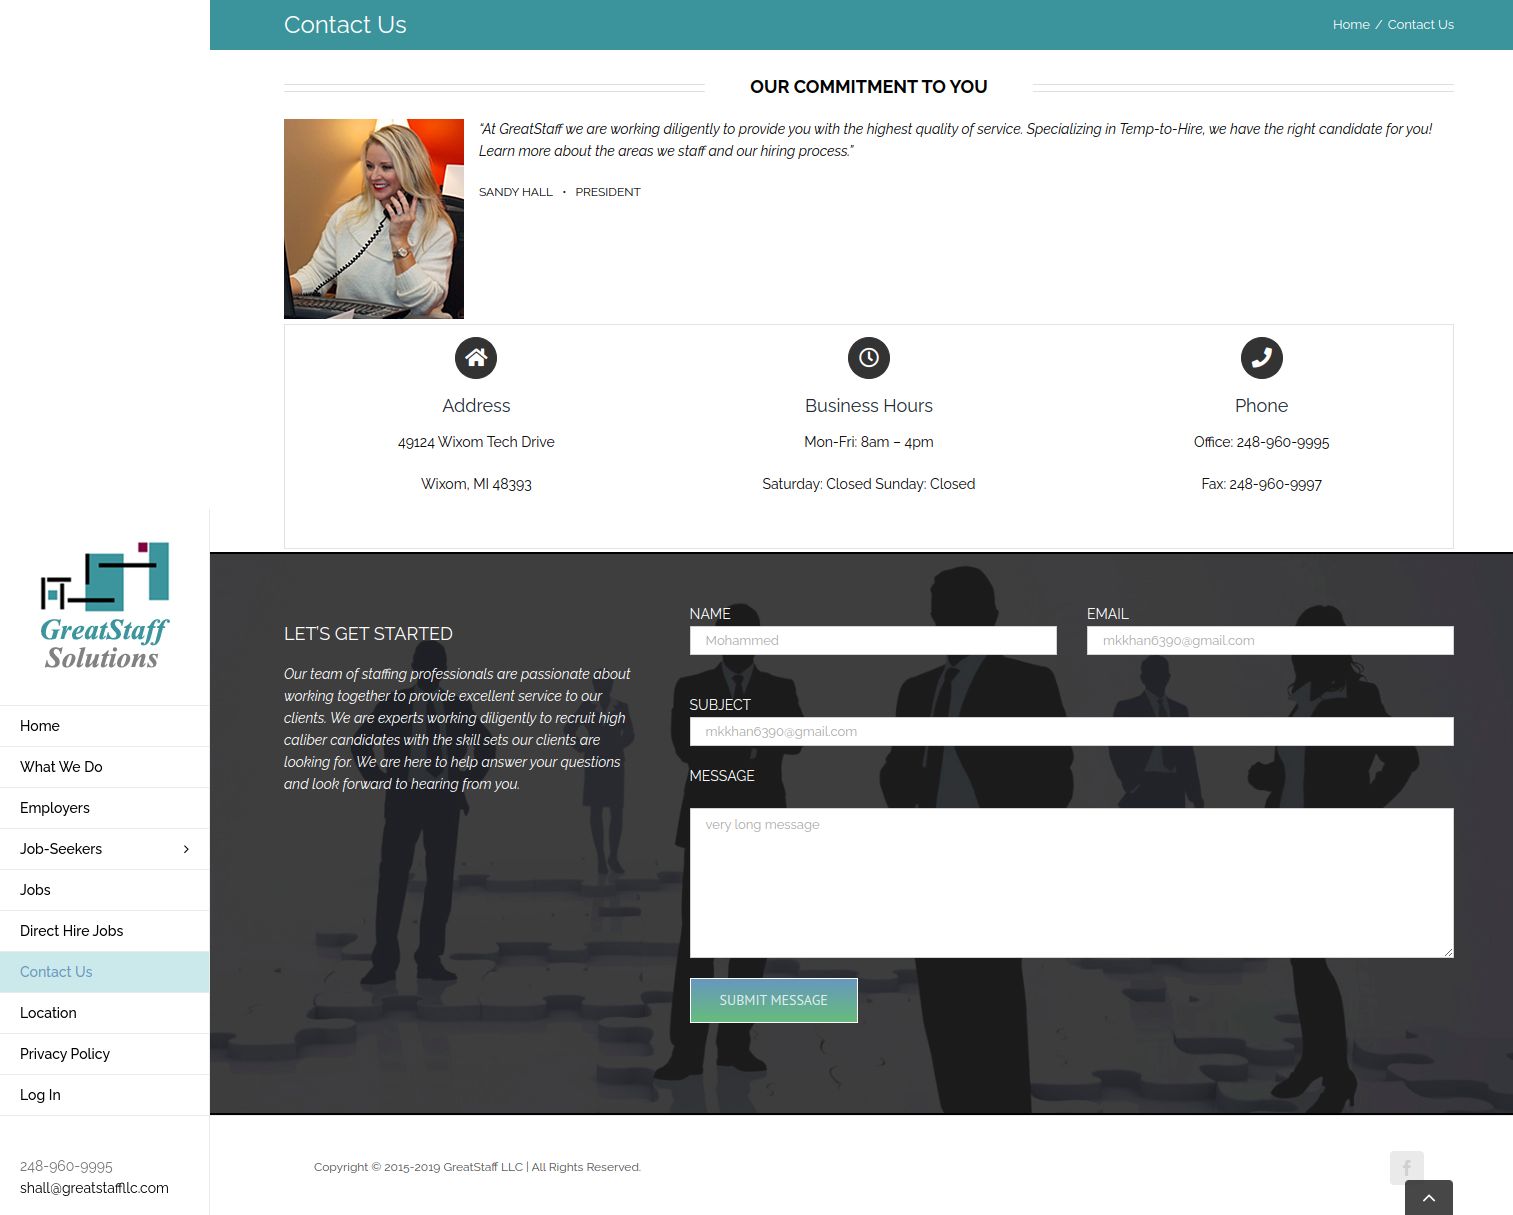 Contact Us
Home / Contact Us
OUR COMMITMENT TO YOU
“At GreatStaff we are working diligently to provide you with the highest quality of service. Specializing in Temp-to-Hire, we have the right candidate for you!
Learn more about the areas we staff and our hiring process.”
SANDY HALL • PRESIDENT
Address
49124 Wixom Tech Drive
Wixom, MI 48393
Business Hours
Mon-Fri: 8am – 4pm
Saturday: Closed Sunday: Closed
Phone
Office: 248-960-9995
Fax: 248-960-9997
GreatStaff
Solutions
Home
What We Do
Employers
Job-Seekers
Jobs
Direct Hire Jobs
Contact Us
Location
Privacy Policy
Log In
248-960-9995
shall@greatstaffllc.com
LET’S GET STARTED
Our team of staffing professionals are passionate about
working together to provide excellent service to our
clients. We are experts working diligently to recruit high
caliber candidates with the skill sets our clients are
looking for. We are here to help answer your questions
and look forward to hearing from you.
NAME
Mohammed
EMAIL
mkkhan6390@gmail.com
SUBJECT
mkkhan6390@gmail.com
MESSAGE
very long message
SUBMIT MESSAGE
Copyright © 2015-2019 GreatStaff LLC | All Rights Reserved.